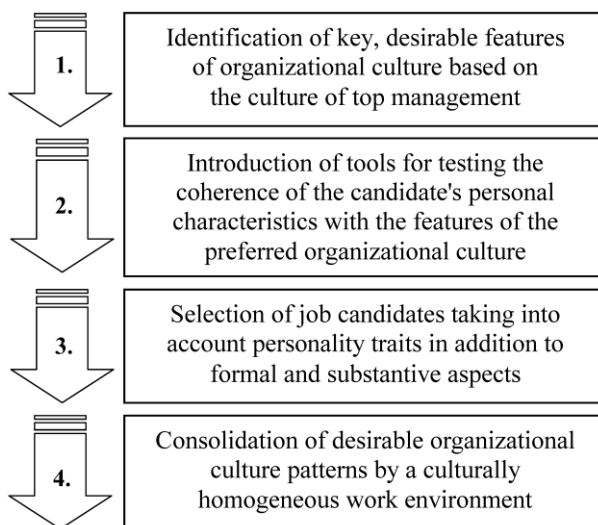 1.
Identification of key, desirable features
of organizational culture based on
the culture of top management
2.
Introduction of tools for testing the
coherence of the candidate's personal
characteristics with the features of the
preferred organizational culture
3.
Selection of job candidates taking into
account personality traits in addition to
formal and substantive aspects
4.
Consolidation of desirable organizational
culture patterns by a culturally
homogeneous work environment